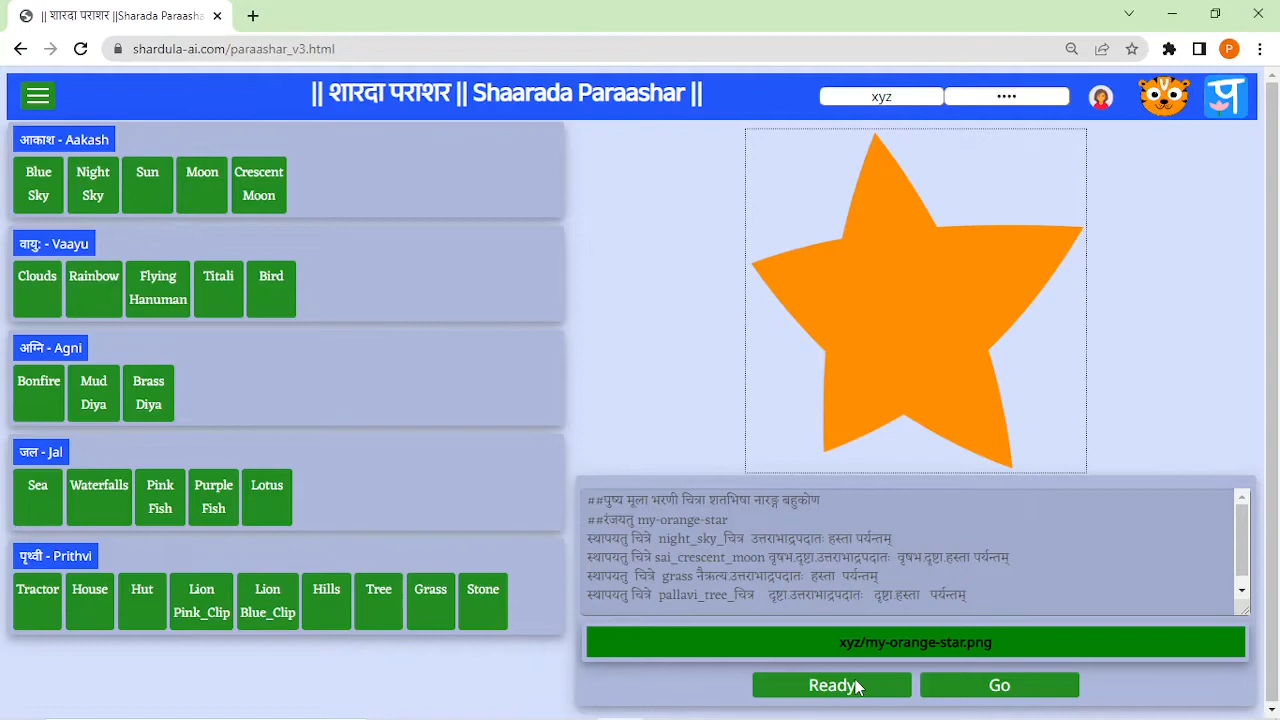 || शारदा पराशर || Shaarada Paraashar
shardula-ai.com/paraashar_v3.html
P
|| शारदा पराशर || Shaarada Paraashar ||
xyz
••••
प
आकाश - Aakash
Blue Sky
Night Sky
Sun
Moon
Crescent Moon
वायु: - Vaayu
Clouds
Rainbow
Flying Hanuman
Titali
Bird
अग्नि - Agni
Bonfire
Mud Diya
Brass Diya
जल - Jal
Sea
Waterfalls
Pink Fish
Purple Fish
Lotus
पृथ्वी - Prithvi
Tractor
House
Hut
Lion Pink_Clip
Lion Blue_Clip
Hills
Tree
Grass
Stone
##पुष्य मूला भरणी चित्रा शतभिषा नारङ्ग बहुकोण
##रंजयतु my-orange-star
स्थापयतु चित्रे night_sky_चित्र उत्तराभाद्रपदातः हस्ता पर्यन्तम्
स्थापयतु चित्रे sai_crescent_moon वृषभ.दृष्टा.उत्तराभाद्रपदातः वृषभ.दृष्टा.हस्ता पर्यन्तम्
स्थापयतु चित्रे grass नैऋत्य.उत्तराभाद्रपदातः हस्ता पर्यन्तम्
स्थापयतु चित्रे pallavi_tree_चित्र दृष्टा.उत्तराभाद्रपदातः दृष्टा.हस्ता पर्यन्तम्
xyz/my-orange-star.png
Ready
Go